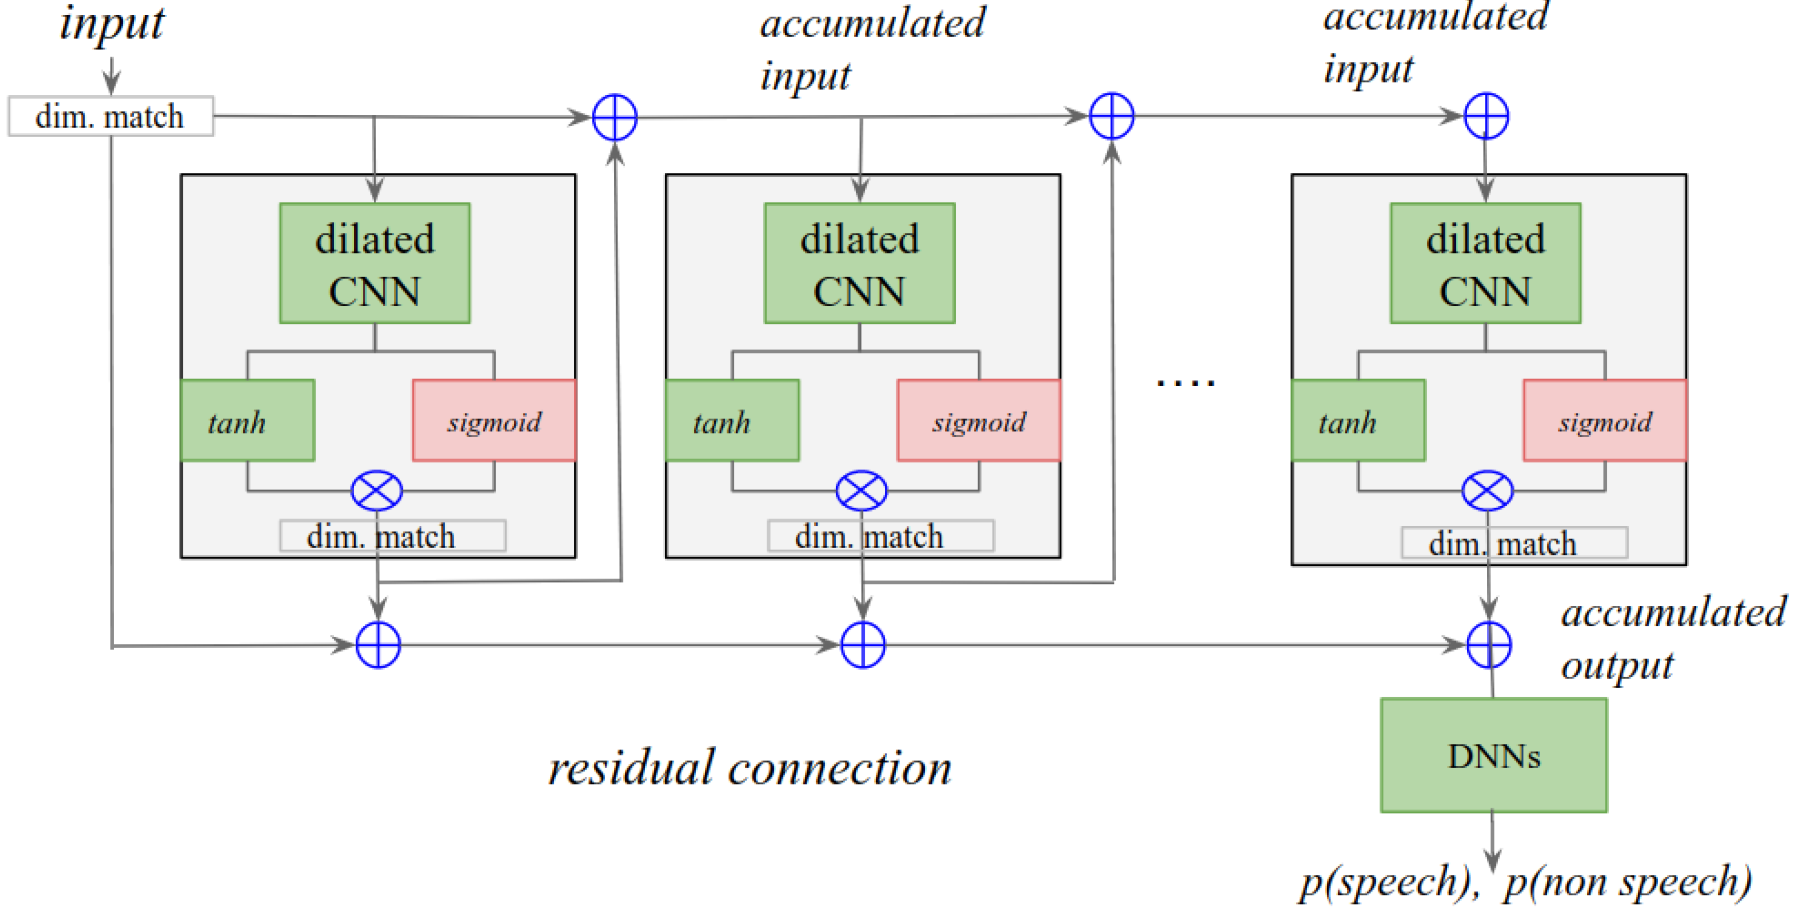 input
accumulated
input
accumulated
input
dim. match
dilated
CNN
dilated
CNN
dilated
CNN
tanh
sigmoid
tanh
sigmoid
....
tanh
sigmoid
dim. match
dim. match
dim. match
accumulated
output
residual connection
DNNs
p(speech), p(non speech)